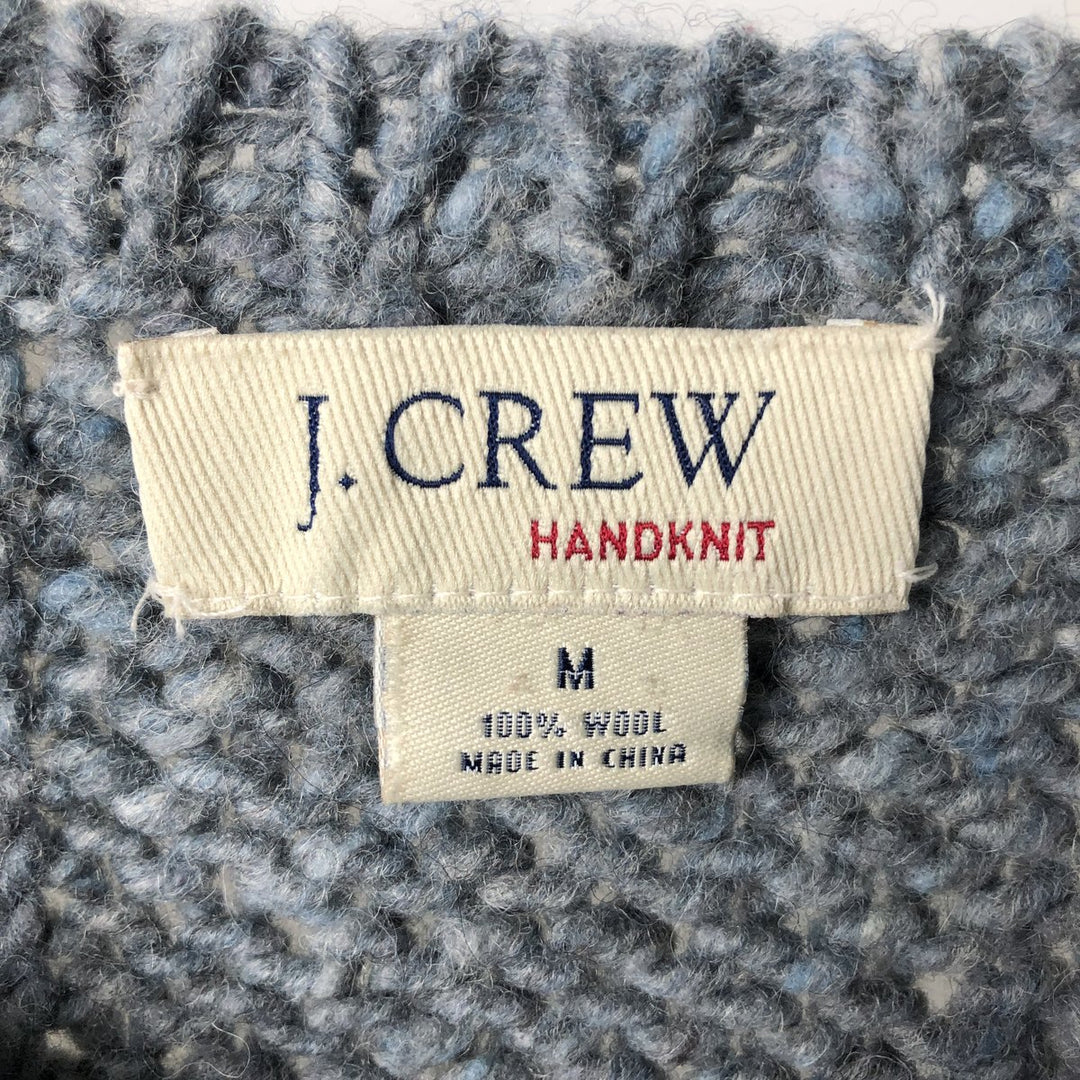 J.CREW
HANDKNIT
M
100% WOOL
MADE IN CHINA